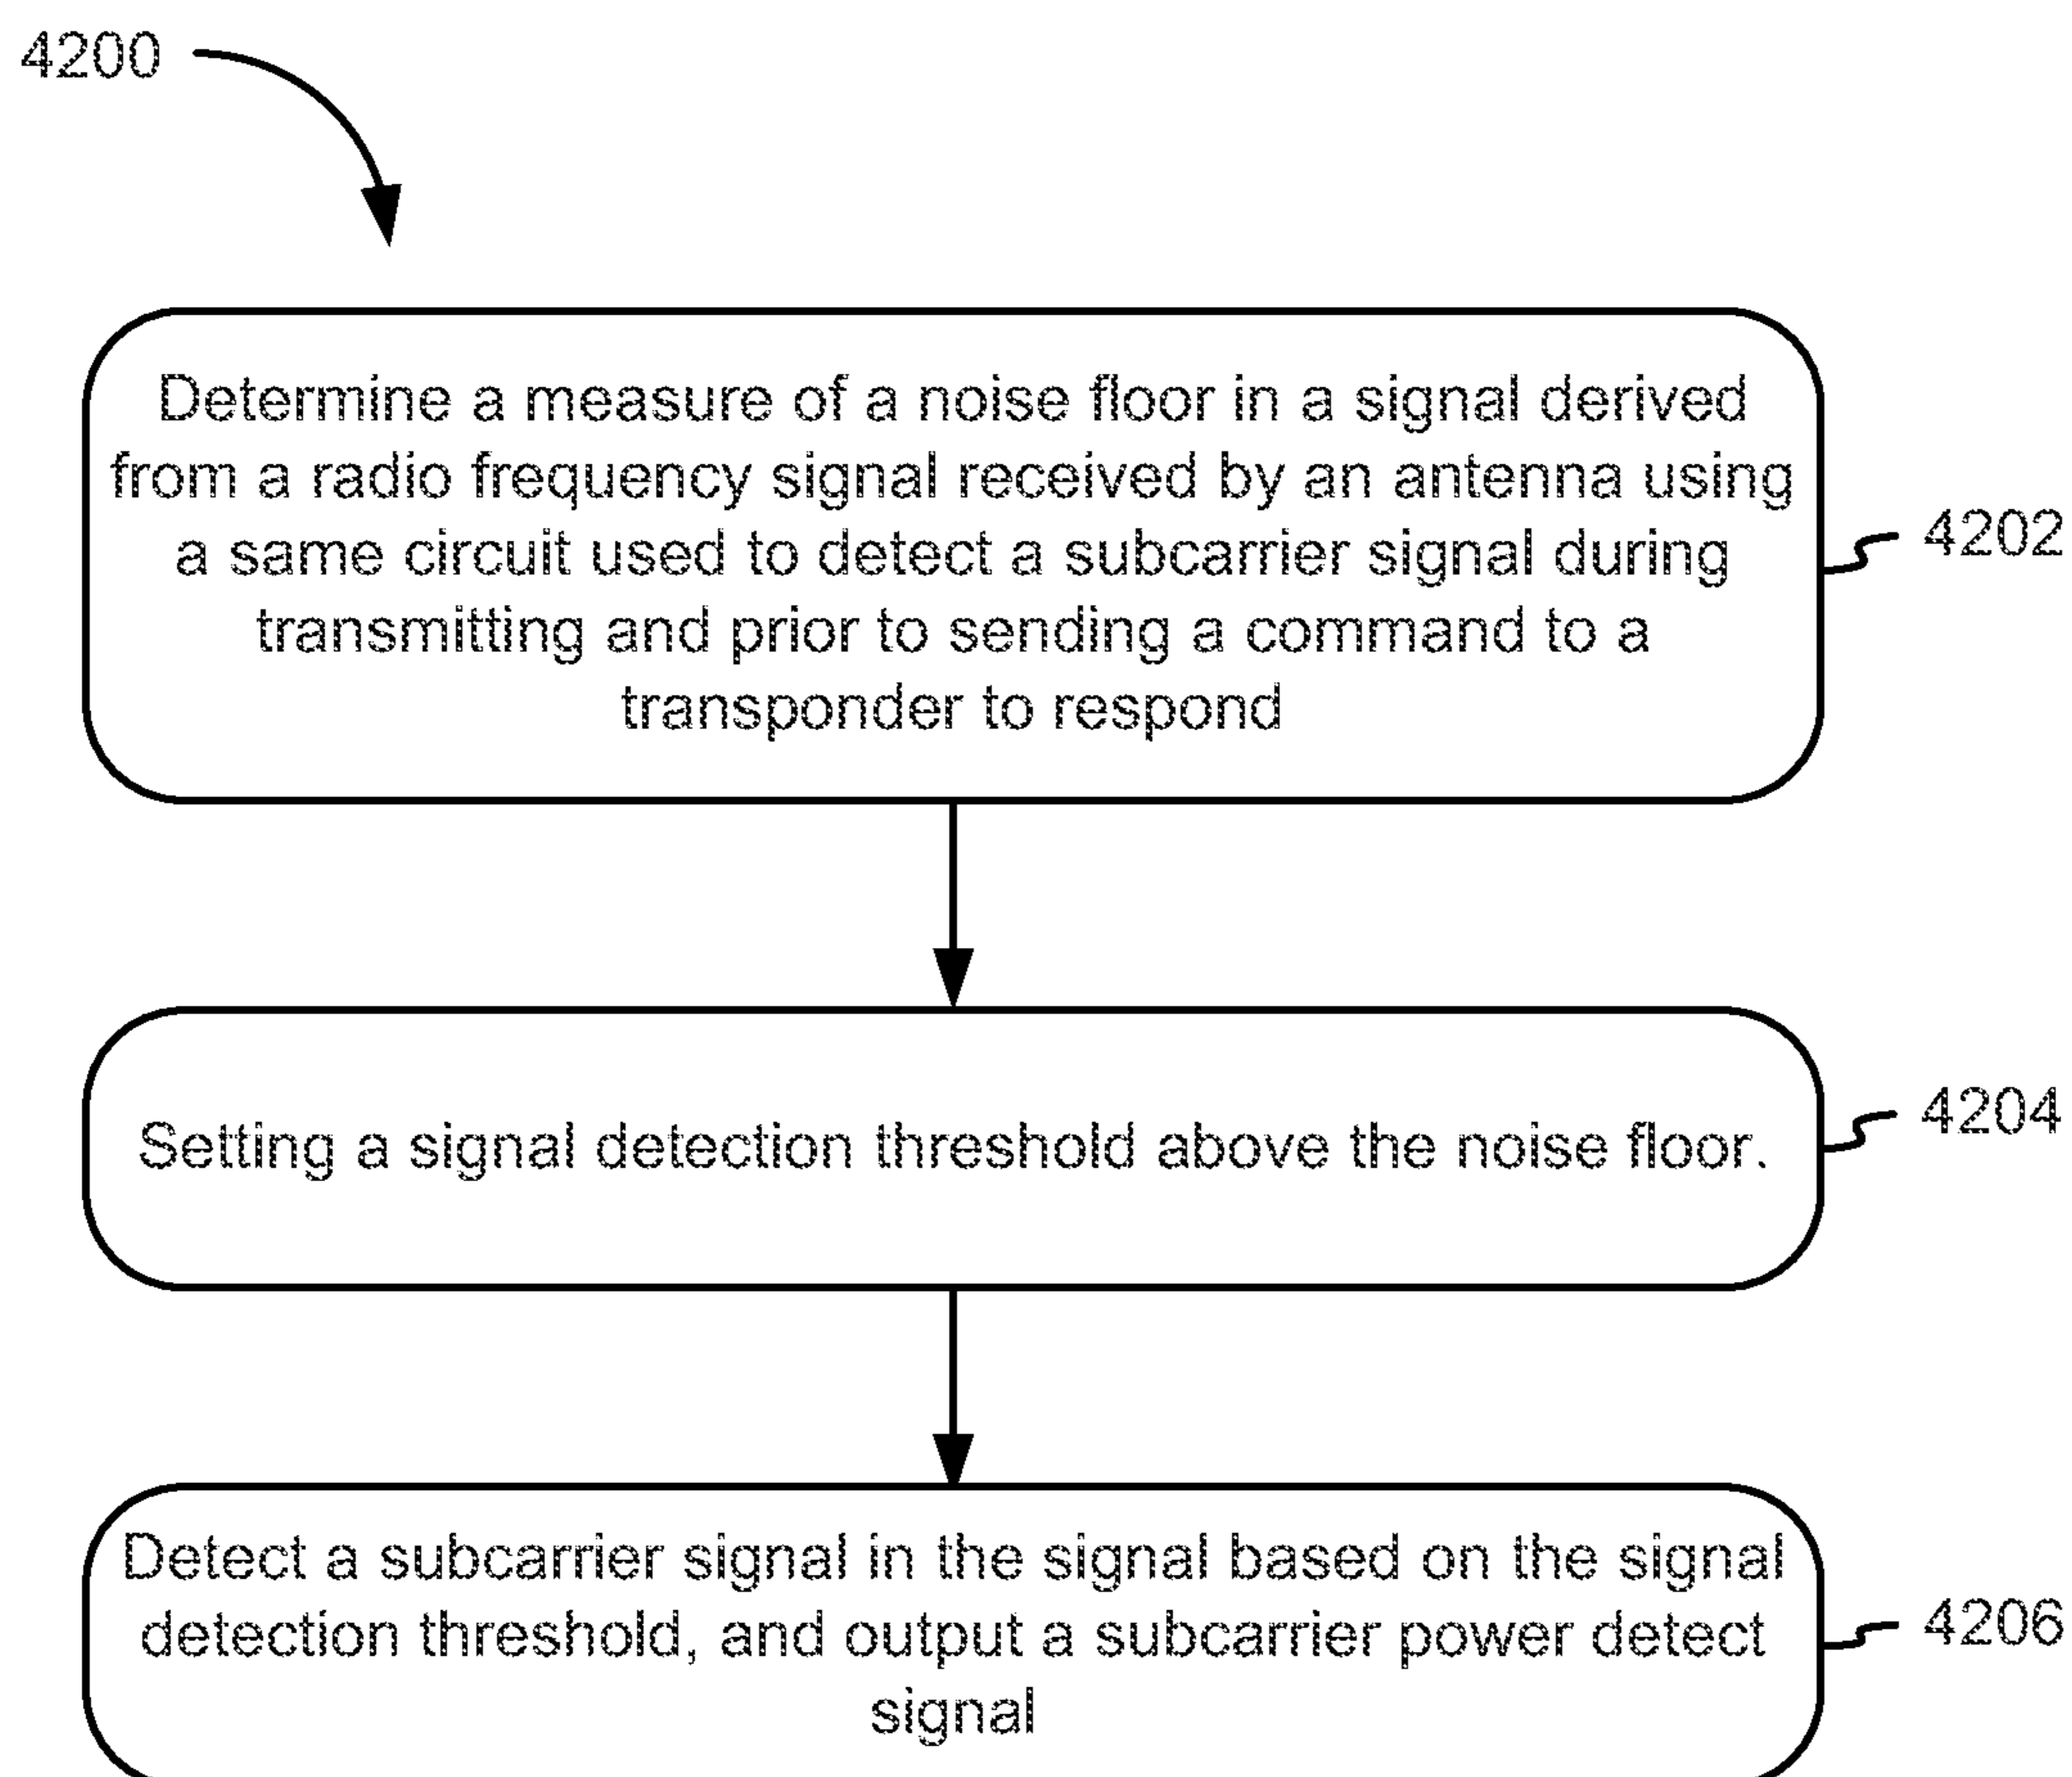 4200
Determine a measure of a noise floor in a signal derived
from a radio frequency signal received by an antenna using
a same circuit used to detect a subcarrier signal during
transmitting and prior to sending a command to a
transponder to respond
4202
Setting a signal detection threshold above the noise floor.
4204
Detect a subcarrier signal in the signal based on the signal
detection threshold, and output a subcarrier power detect
signal
4206